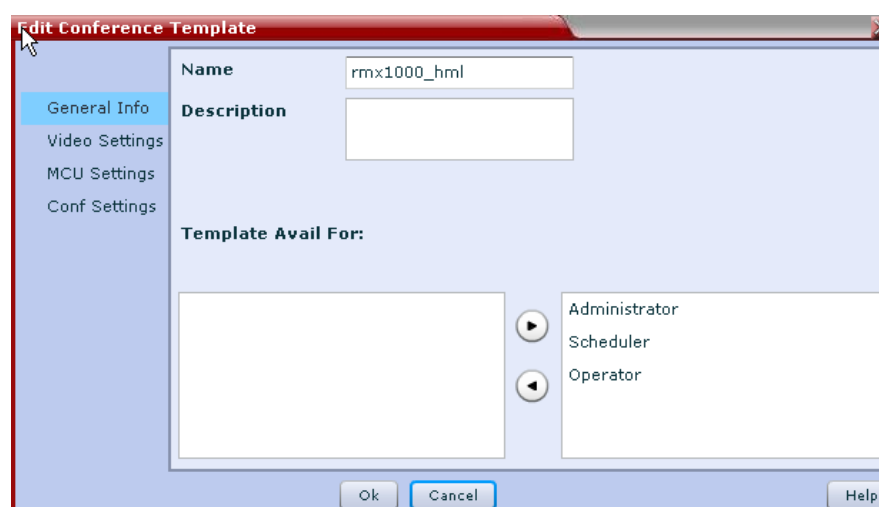 Edit Conference Template
Name
rmx1000_hml
General Info
Description
Video Settings
MCU Settings
Conf Settings
Template Avail For:
Administrator
Scheduler
Operator
Ok
Cancel
Help